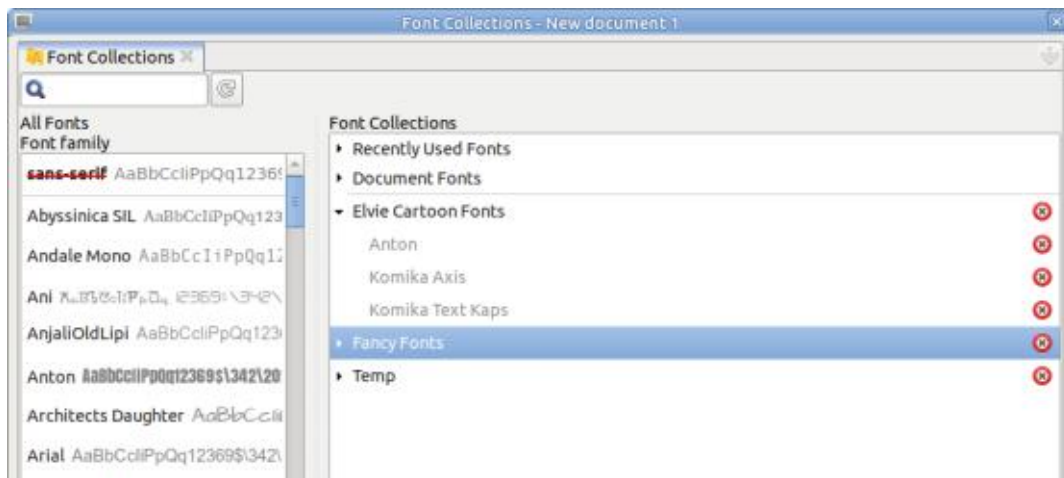 Font Collections - New document 1
Font Collections
All Fonts
Font family
sans-serif AaBbCcIiPpQq12369$
Abyssinica SIL AaBbCcIiPpQq123
Andale Mono AaBbCcIiPpQq12
Ani
AnjaliOldLipi AaBbCcIiPpQq123
Anton AaBbCcIiPpQq12369$\342\20
Architects Daughter AaBbCcIi
Arial AaBbCcIiPpQq12369$\342\
Font Collections
Recently Used Fonts
Document Fonts
Elvie Cartoon Fonts
Anton
Komika Axis
Komika Text Kaps
Fancy Fonts
Temp